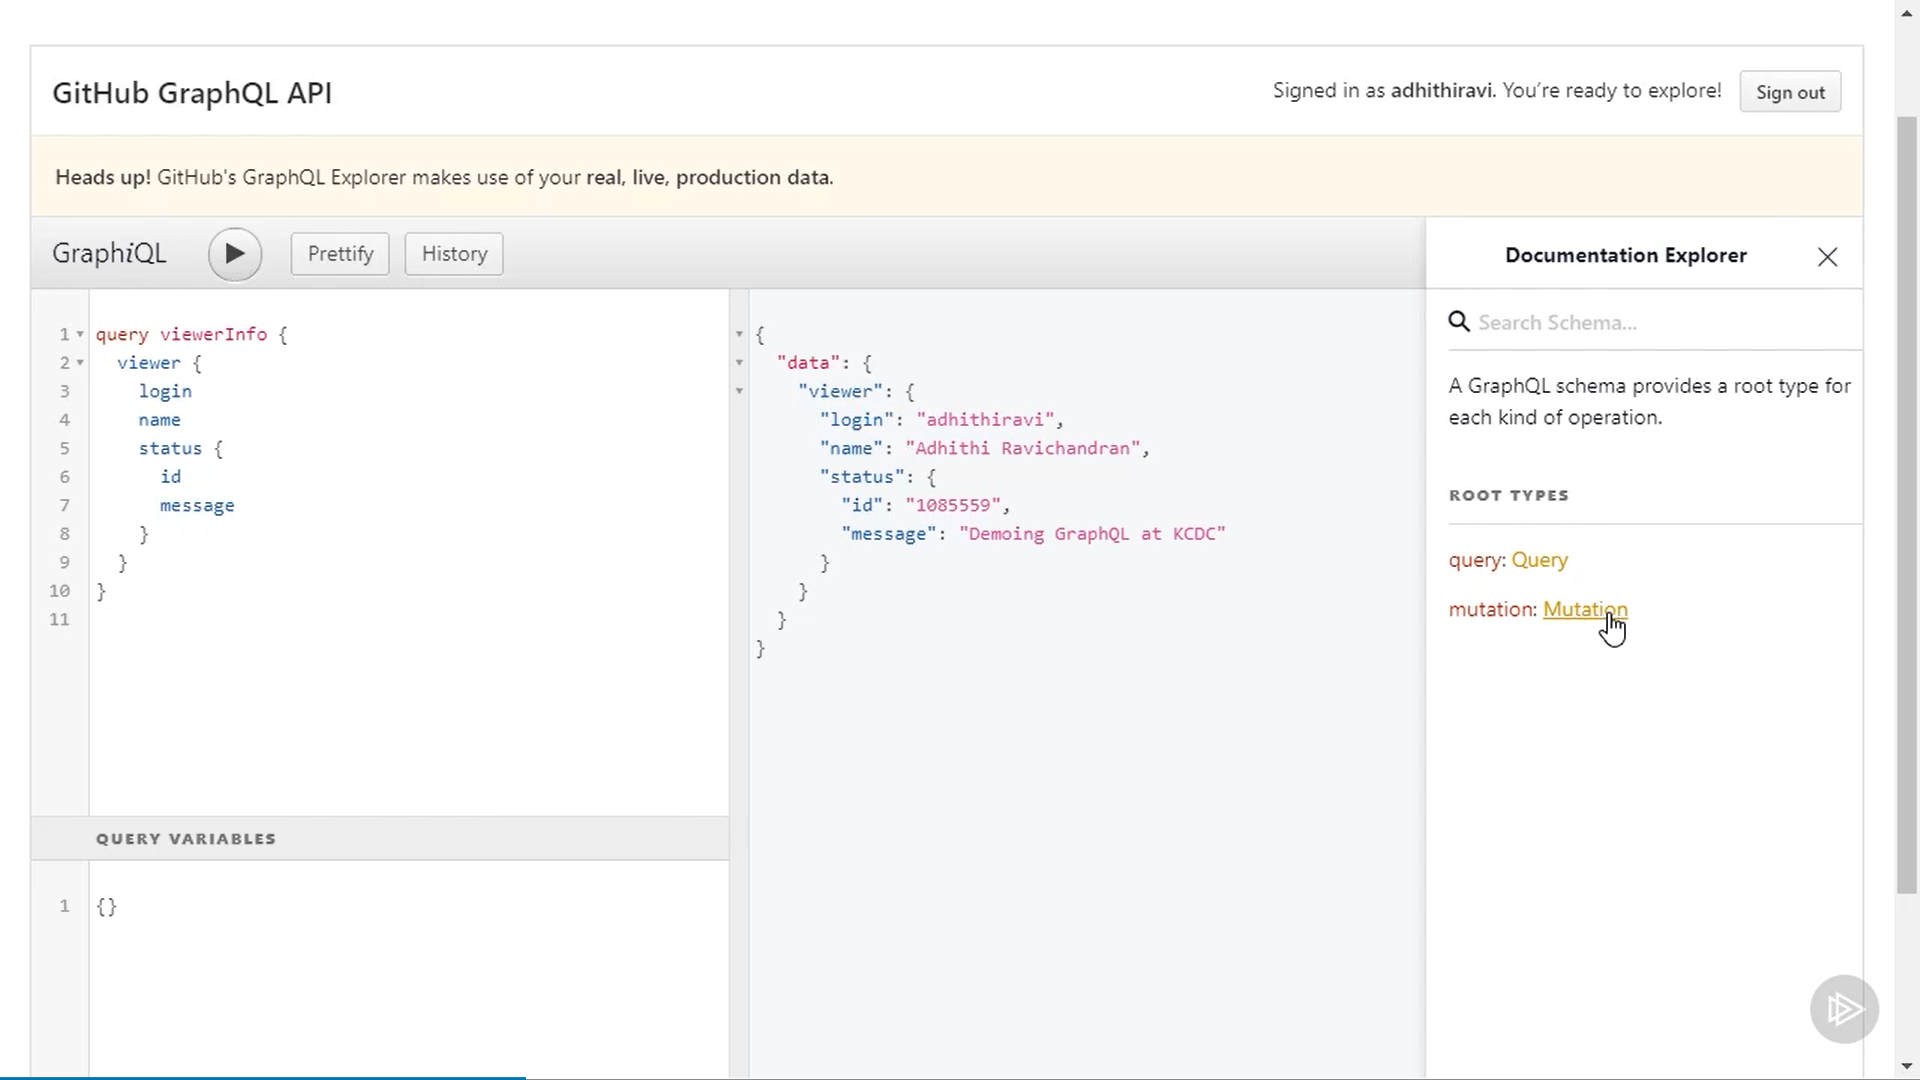 GitHub GraphQL API
Signed in as adhithiravi. You’re ready to explore!
Sign out
Heads up! GitHub's GraphQL Explorer makes use of your real, live, production data.
GraphiQL
Prettify
History
Documentation Explorer
1 query viewerInfo {
2 viewer {
3 login
4 name
5 status {
6 id
7 message
8 }
9 }
10 }
11
{
"data": {
"viewer": {
"login": "adhithiravi",
"name": "Adhithi Ravichandran",
"status": {
"id": "1085559",
"message": "Demoing GraphQL at KCDC"
}
}
}
}
Search Schema...
A GraphQL schema provides a root type for
each kind of operation.
ROOT TYPES
query: Query
mutation: Mutation
QUERY VARIABLES
1 {}